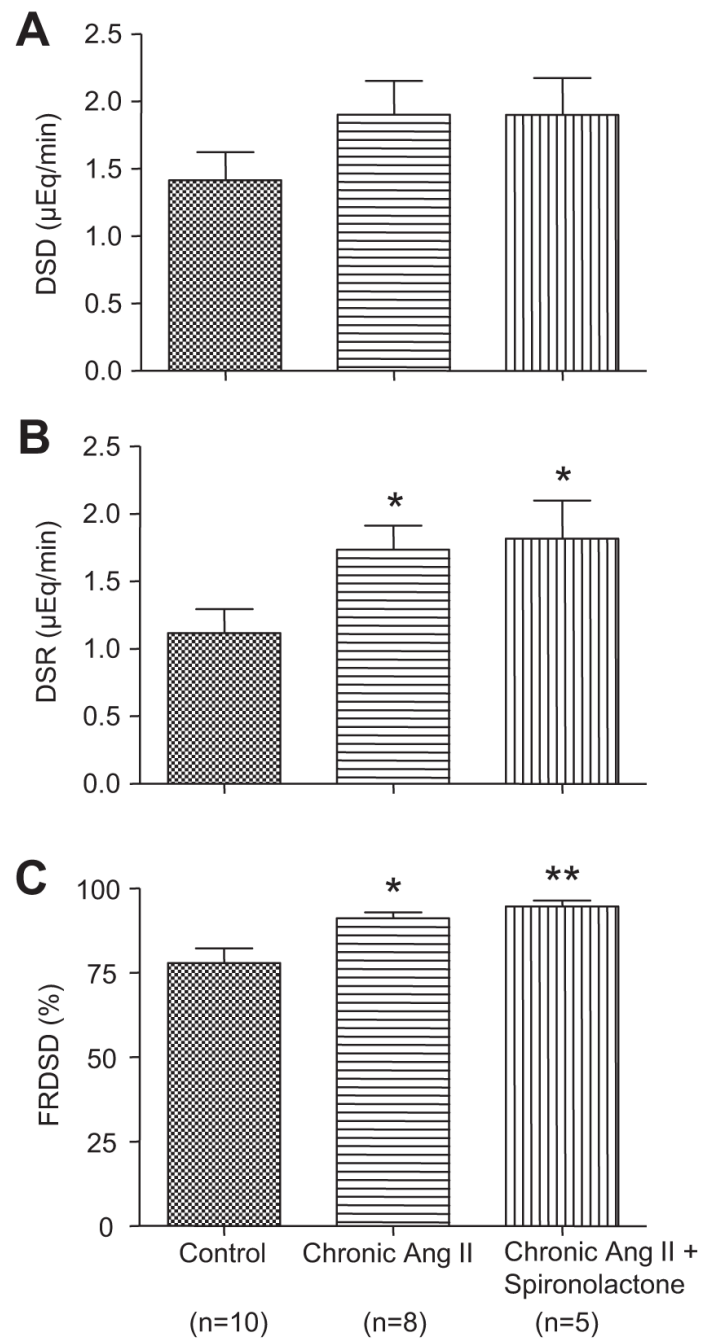 A
2.5
2.0
1.5
1.0
0.5
0.0
DSD (µEq/min)
B
2.5
2.0
1.5
1.0
0.5
0.0
DSR (µEq/min)
*
*
C
100
75
50
25
0
FRDSD (%)
*
**
Control
Chronic Ang II
Chronic Ang II +
Spironolactone
(n=10)
(n=8)
(n=5)